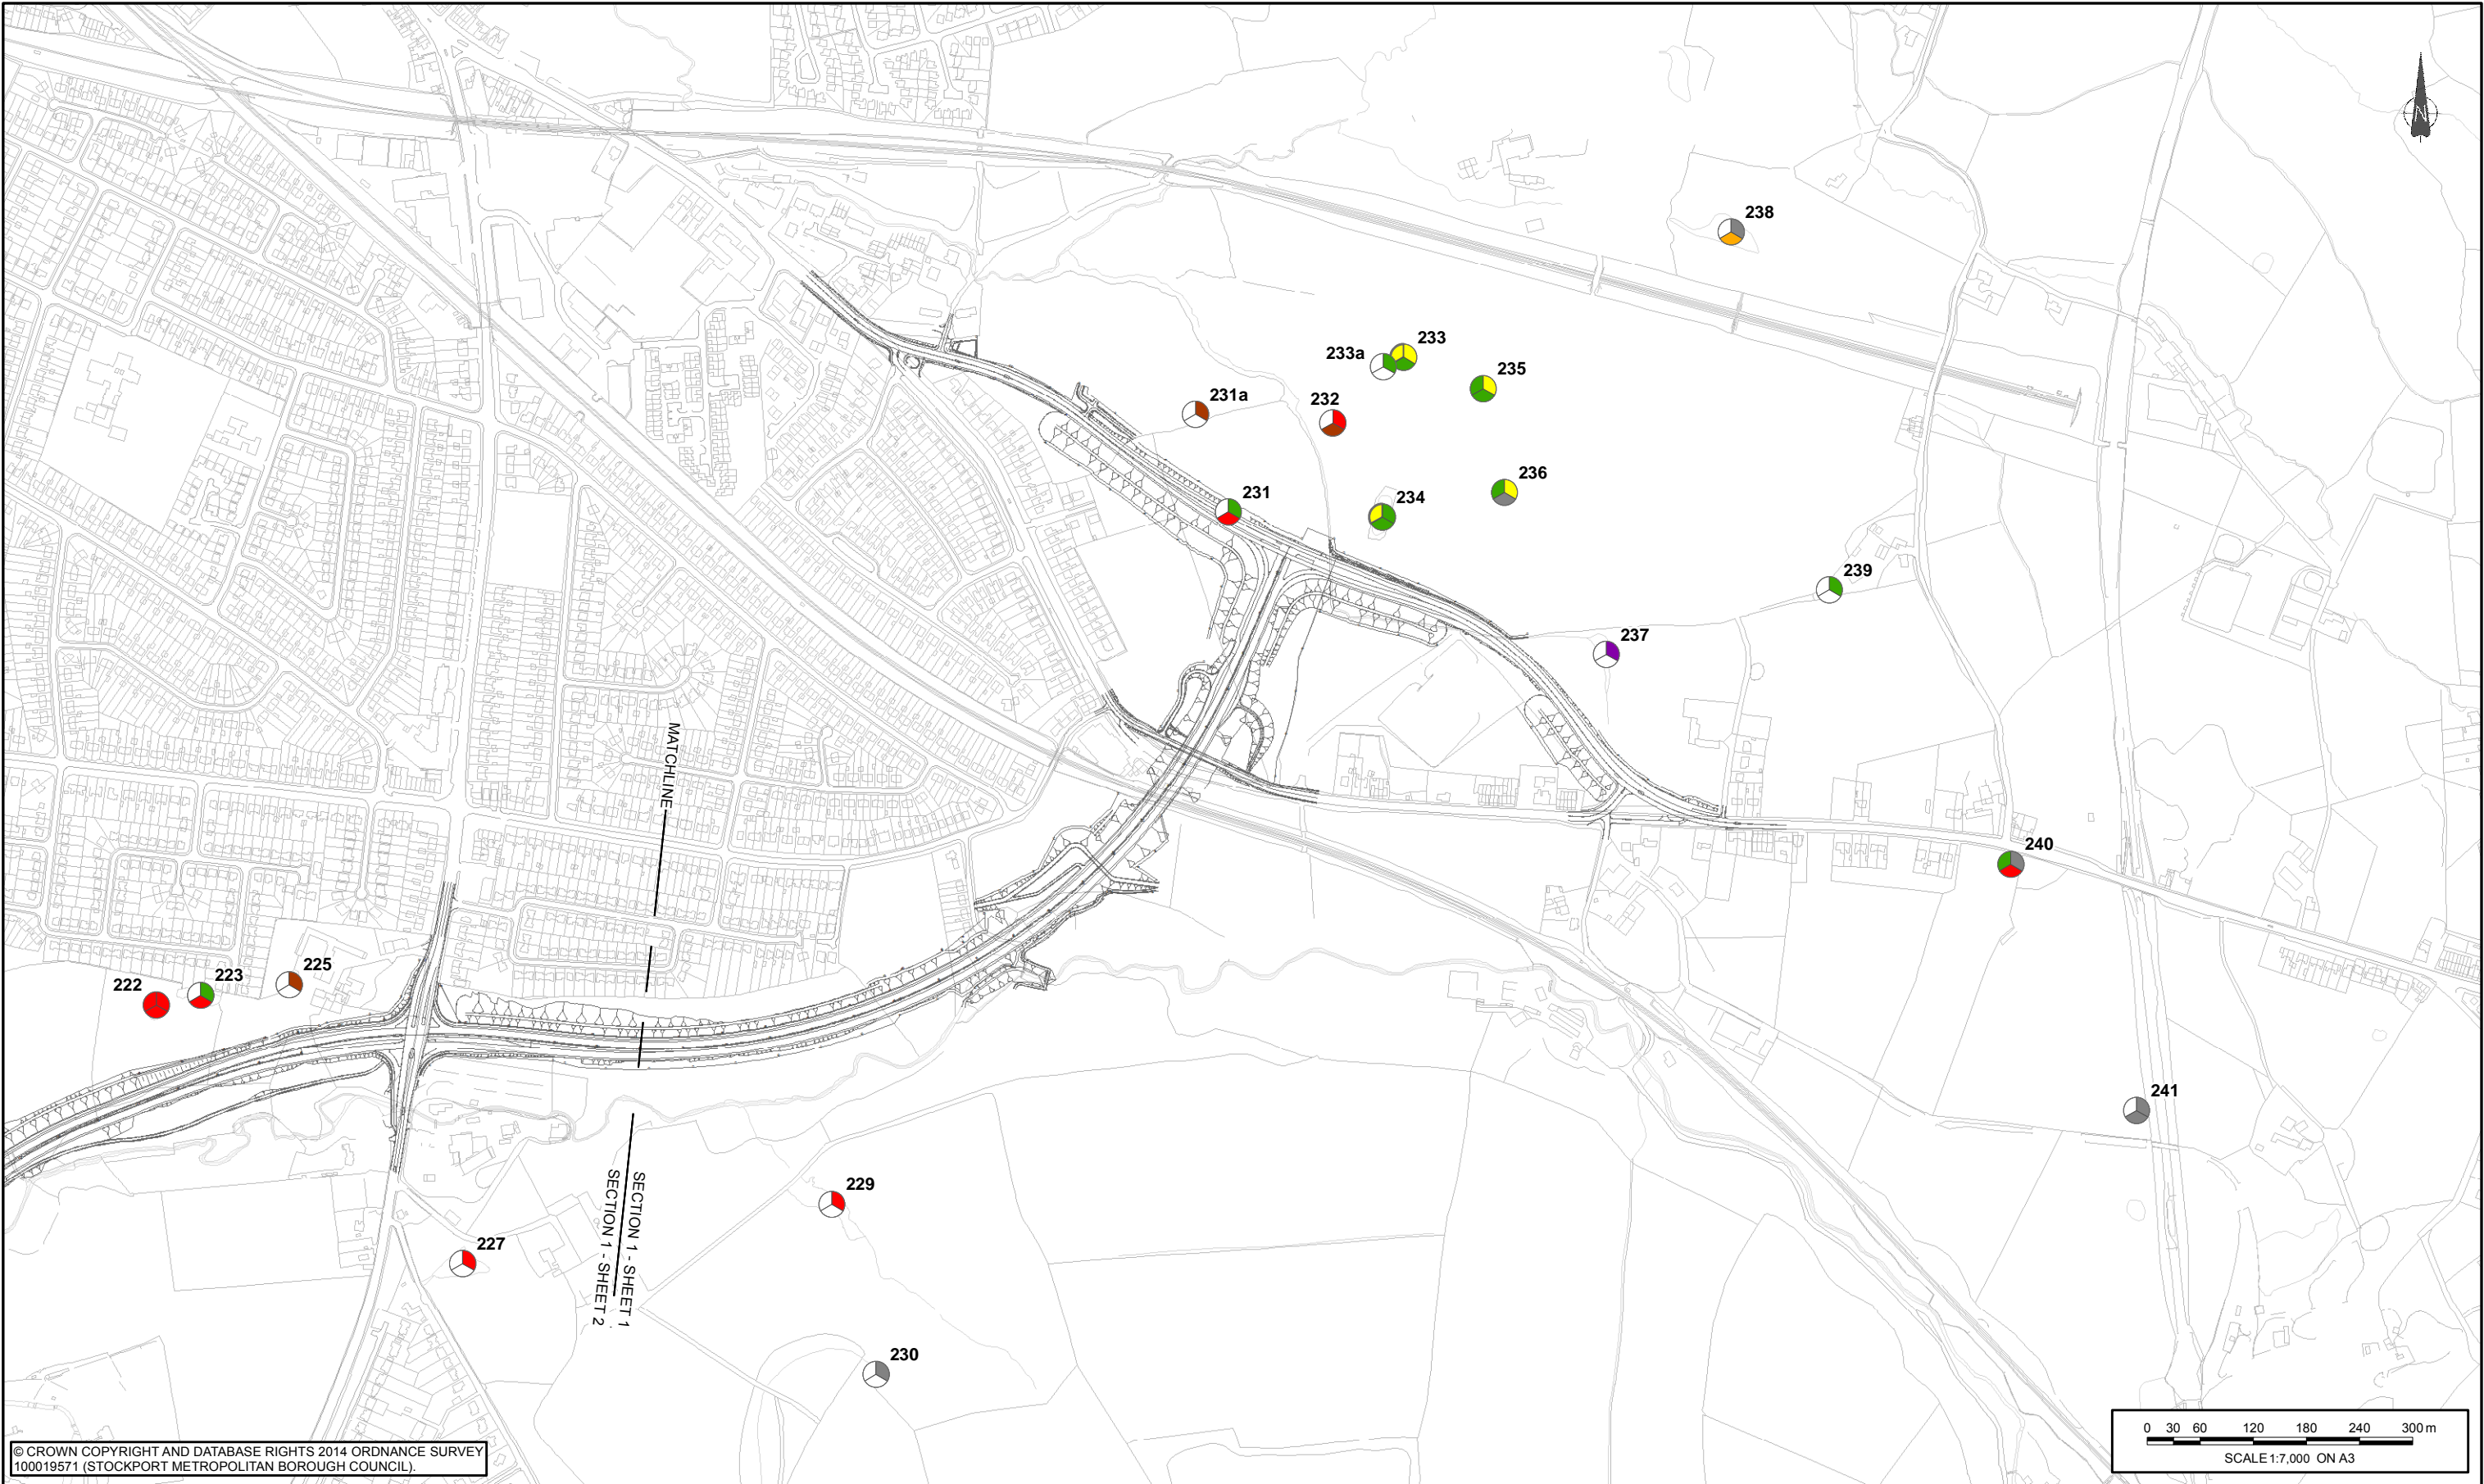 N
238
233
233a
235
231a
232
236
231
234
239
237
MATCHLINE
240
225
223
222
241
SECTION 1 - SHEET 1
SECTION 1 - SHEET 2
229
227
230
0 30 60 120 180 240 300 m
SCALE 1:7,000 ON A3
© CROWN COPYRIGHT AND DATABASE RIGHTS 2014 ORDNANCE SURVEY
100019571 (STOCKPORT METROPOLITAN BOROUGH COUNCIL).